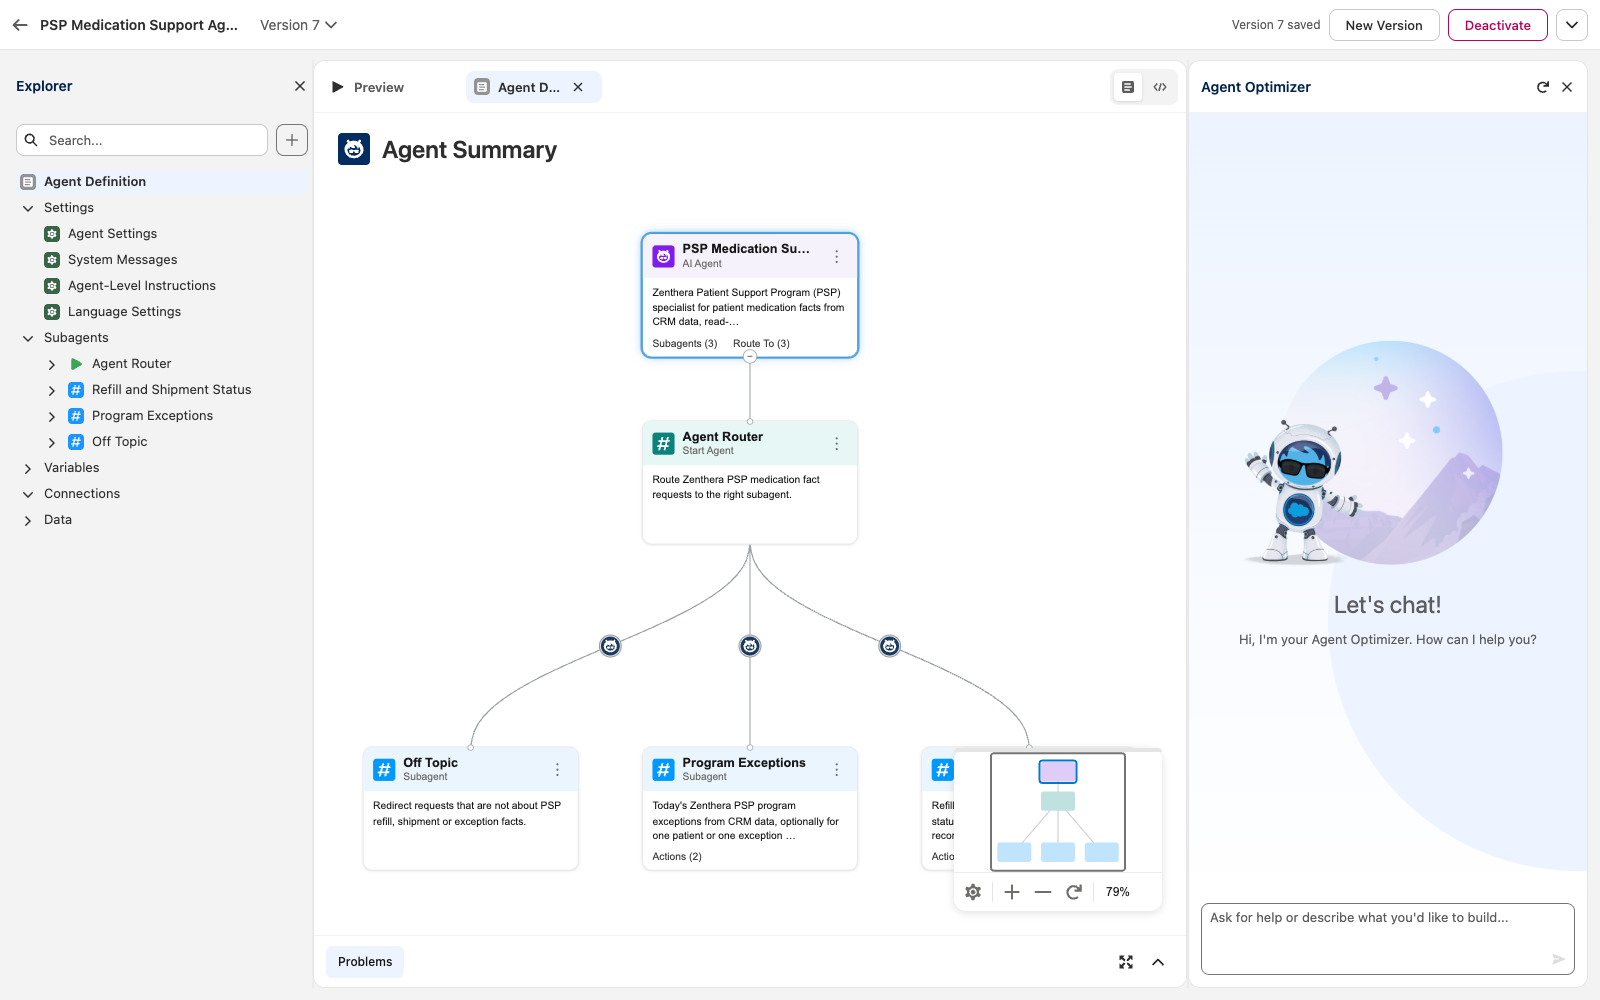 PSP Medication Support Ag...
Version 7
Version 7 saved
New Version
Deactivate
Explorer
Search...
Agent Definition
Settings
Agent Settings
System Messages
Agent-Level Instructions
Language Settings
Subagents
Agent Router
Refill and Shipment Status
Program Exceptions
Off Topic
Variables
Connections
Data
Preview
Agent D...
Agent Summary
PSP Medication Su...
AI Agent
Zenthera Patient Support Program (PSP)
specialist for patient medication facts from
CRM data, read-...
Subagents (3) Route To (3)
Agent Router
Start Agent
Route Zenthera PSP medication fact
requests to the right subagent.
Off Topic
Subagent
Redirect requests that are not about PSP
refill, shipment or exception facts.
Program Exceptions
Subagent
Today's Zenthera PSP program
exceptions from CRM data, optionally for
one patient or one exception ...
Actions (2)
Refill
statu
recor
Actio
79%
Problems
Agent Optimizer
Let's chat!
Hi, I'm your Agent Optimizer. How can I help you?
Ask for help or describe what you'd like to build...